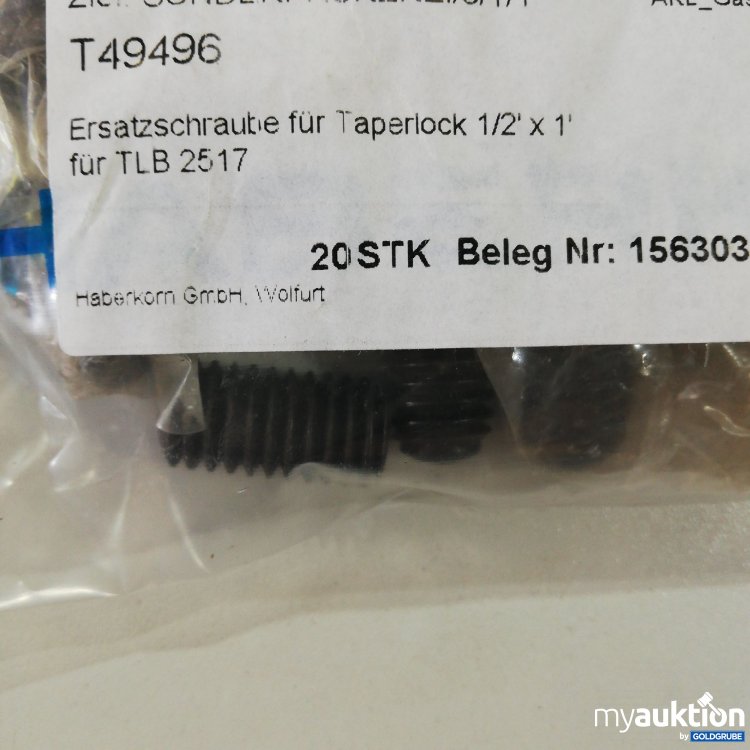 T49496
Ersatzschraube für Taperlock 1/2' x 1'
für TLB 2517
20STK Beleg Nr: 156303
Haberkorn GmbH, Wolfurt
myauktion
by GOLDGRUBE